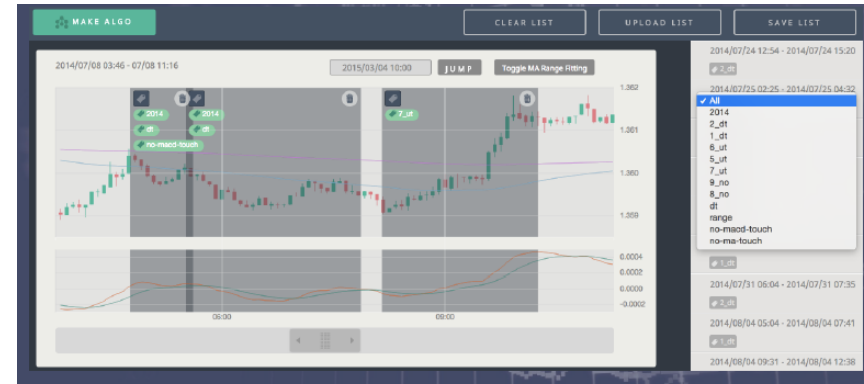 MAKE ALGO
CLEAR LIST
UPLOAD LIST
SAVE LIST
2014/07/08 03:46 - 07/08 11:16
2015/03/04 10:00
JUMP
Toggle MA Range Fitting
2014
dt
no-macd-touch
2014
dt
7_ut
1.362
1.361
1.360
1.359
0.0004
0.0002
0.0000
-0.0002
06:00
09:00
2014/07/24 12:54 - 2014/07/24 15:20
2_dt
2014/07/25 02:25 - 2014/07/25 04:32
✓ All
2014
2_dt
1_dt
6_ut
5_ut
7_ut
9_no
8_no
dt
range
no-macd-touch
no-ma-touch
1_dt
2014/07/31 06:04 - 2014/07/31 07:35
2_dt
2014/08/04 05:04 - 2014/08/04 07:41
1_dt
2014/08/04 09:31 - 2014/08/04 12:38